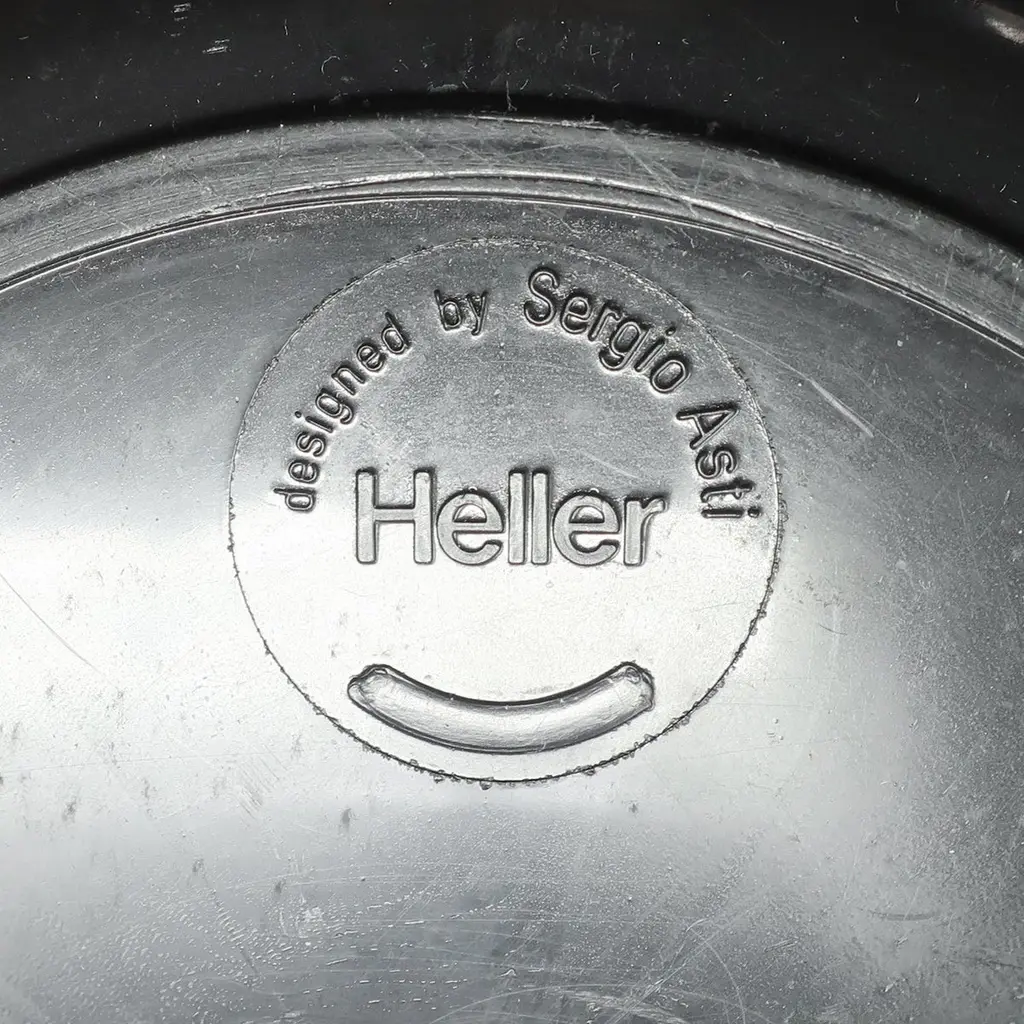 designed by Sergio Asti
Heller